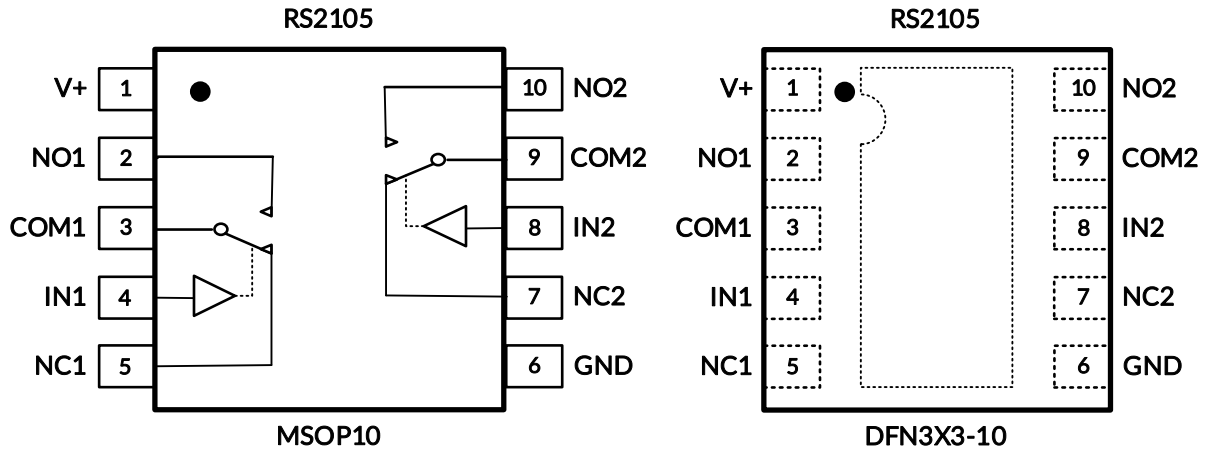 RS2105
V+ 1 10 NO2
NO1 2 9 COM2
COM1 3 8 IN2
IN1 4 7 NC2
NC1 5 6 GND
MSOP10
RS2105
V+ 1 10 NO2
NO1 2 9 COM2
COM1 3 8 IN2
IN1 4 7 NC2
NC1 5 6 GND
DFN3X3-10